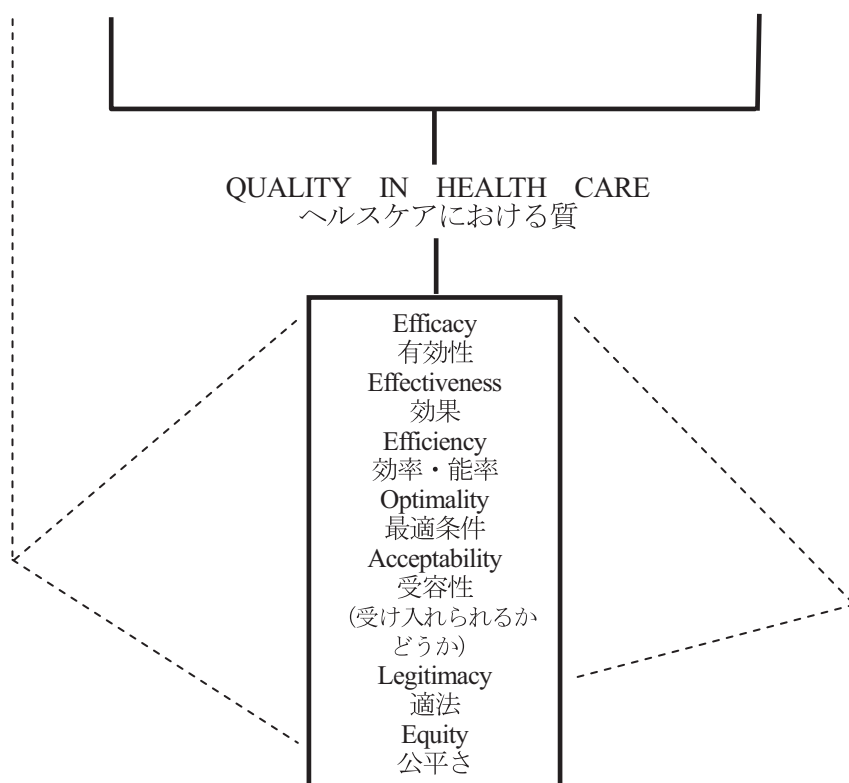 QUALITY IN HEALTH CARE
ヘルスケアにおける質
Efficacy
有効性
Effectiveness
効果
Efficiency
効率・能率
Optimality
最適条件
Acceptability
受容性
(受け入れられるか
どうか)
Legitimacy
適法
Equity
公平さ